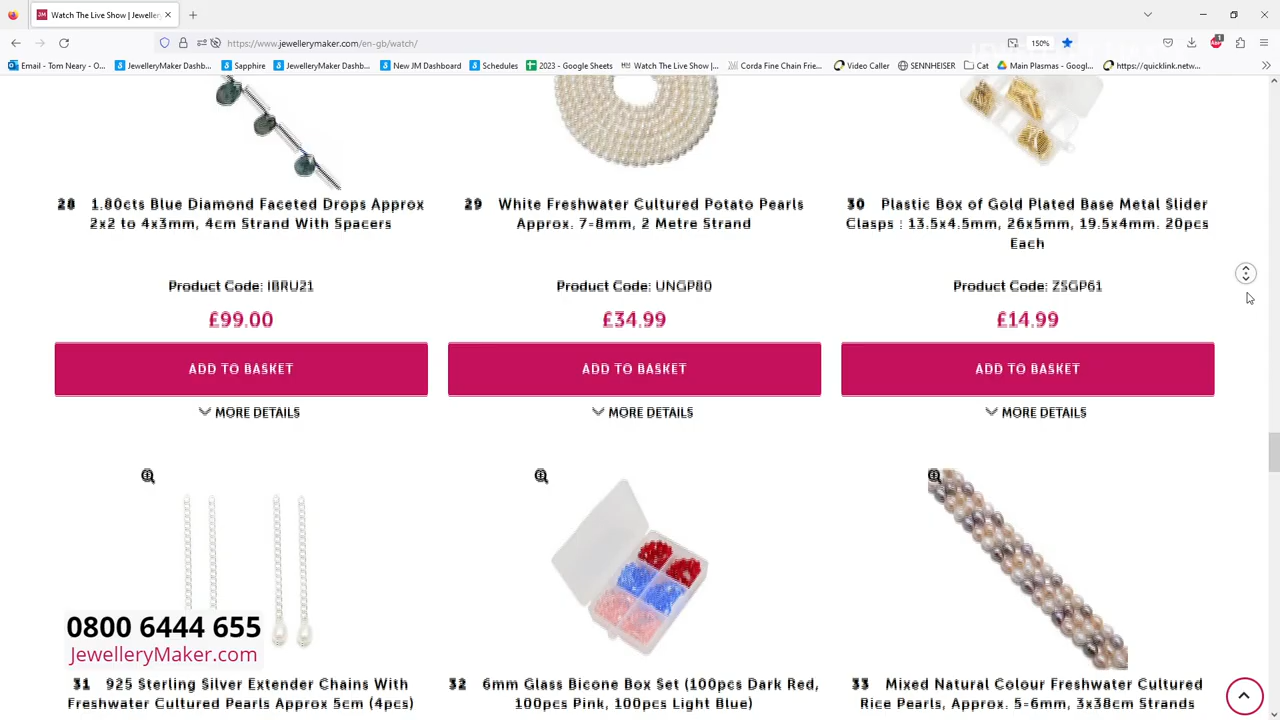 Watch The Live Show | Jeweller
https://www.jewellerymaker.com/en-gb/watch/
150%
Email - Tom Neary - O...
JewelleryMaker Dashb...
Sapphire
JewelleryMaker Dashb...
New JM Dashboard
Schedules
2023 - Google Sheets
Watch The Live Show |...
Corda Fine Chain Frie...
Video Caller
SENNHEISER
Cat
Main Plasmas - Googl...
https://quicklink.netw...
28 1.80cts Blue Diamond Faceted Drops Approx
2x2 to 4x3mm, 4cm Strand With Spacers
Product Code: IBRU21
£99.00
ADD TO BASKET
MORE DETAILS
29 White Freshwater Cultured Potato Pearls
Approx. 7-8mm, 2 Metre Strand
Product Code: UNGP80
£34.99
ADD TO BASKET
MORE DETAILS
30 Plastic Box of Gold Plated Base Metal Slider
Clasps : 13.5x4.5mm, 26x5mm, 19.5x4mm. 20pcs
Each
Product Code: ZSGP61
£14.99
ADD TO BASKET
MORE DETAILS
0800 6444 655
JewelleryMaker.com
31 925 Sterling Silver Extender Chains With
Freshwater Cultured Pearls Approx 5cm (4pcs)
32 6mm Glass Bicone Box Set (100pcs Dark Red,
100pcs Pink, 100pcs Light Blue)
33 Mixed Natural Colour Freshwater Cultured
Rice Pearls, Approx. 5-6mm, 3x38cm Strands